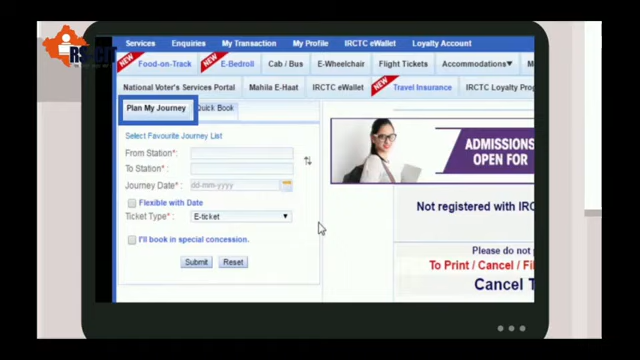 RS-CIT
Services Enquiries My Transaction My Profile IRCTC eWallet Loyalty Account
NEW Food-on-Track NEW E-Bedroll Cab / Bus E-Wheelchair Flight Tickets Accommodations▼ M
National Voter's Services Portal Mahila E-Haat IRCTC eWallet NEW Travel Insurance IRCTC Loyalty Pro
Plan My Journey Quick Book
Select Favourite Journey List
From Station*:
To Station*:
Journey Date*: dd-mm-yyyy
Flexible with Date
Ticket Type* : E-ticket
I'll book in special concession.
Submit Reset
ADMISSIONS
OPEN FOR
Not registered with IRC
Please do not
To Print / Cancel / Fil
Cancel T